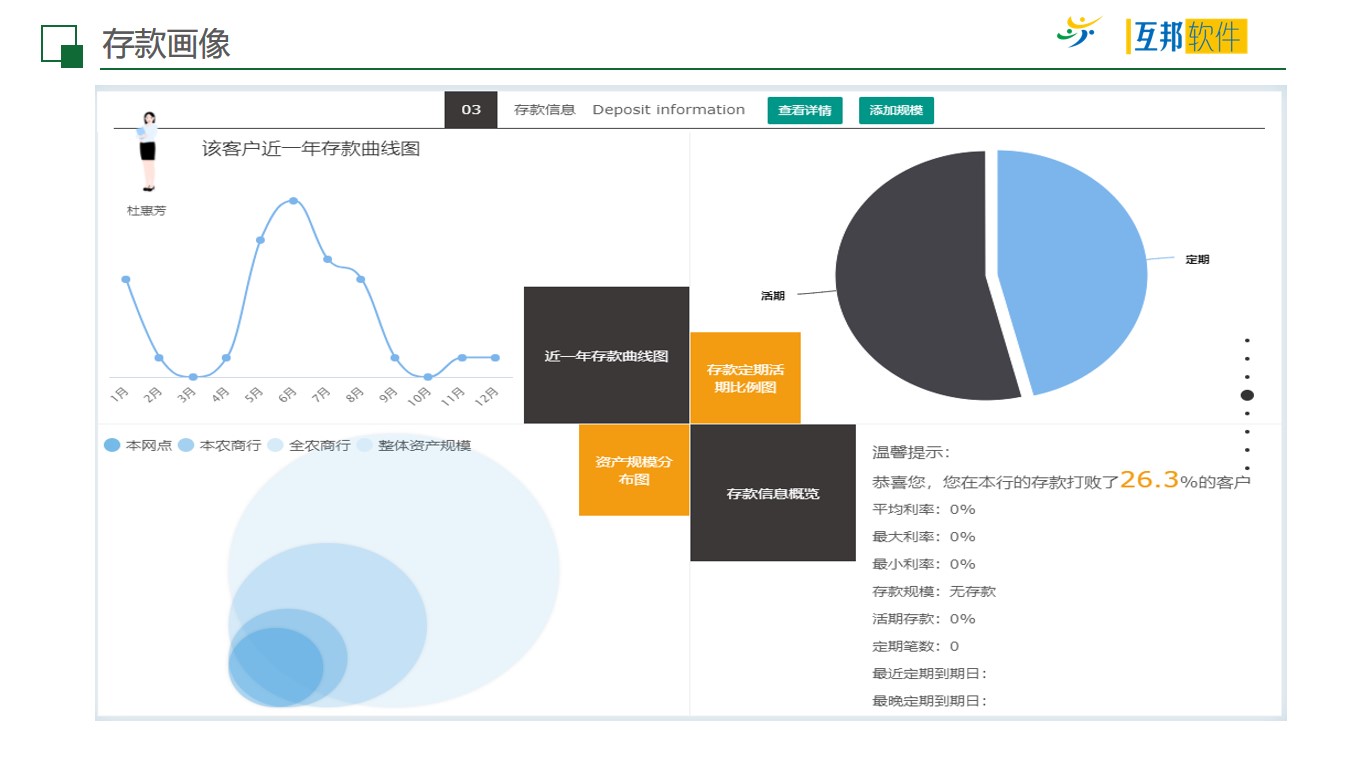 存款画像
互邦软件
03 存款信息 Deposit information 查看详情 添加规模
杜惠芳
该客户近一年存款曲线图
1月 2月 3月 4月 5月 6月 7月 8月 9月 10月 11月 12月
近一年存款曲线图
活期
定期
存款定期活
期比例图
本网点 本农商行 全农商行 整体资产规模
资产规模分
布图
存款信息概览
温馨提示：
恭喜您，您在本行的存款打败了26.3%的客户
平均利率：0%
最大利率：0%
最小利率：0%
存款规模：无存款
活期存款：0%
定期笔数：0
最近定期到期日：
最晚定期到期日：